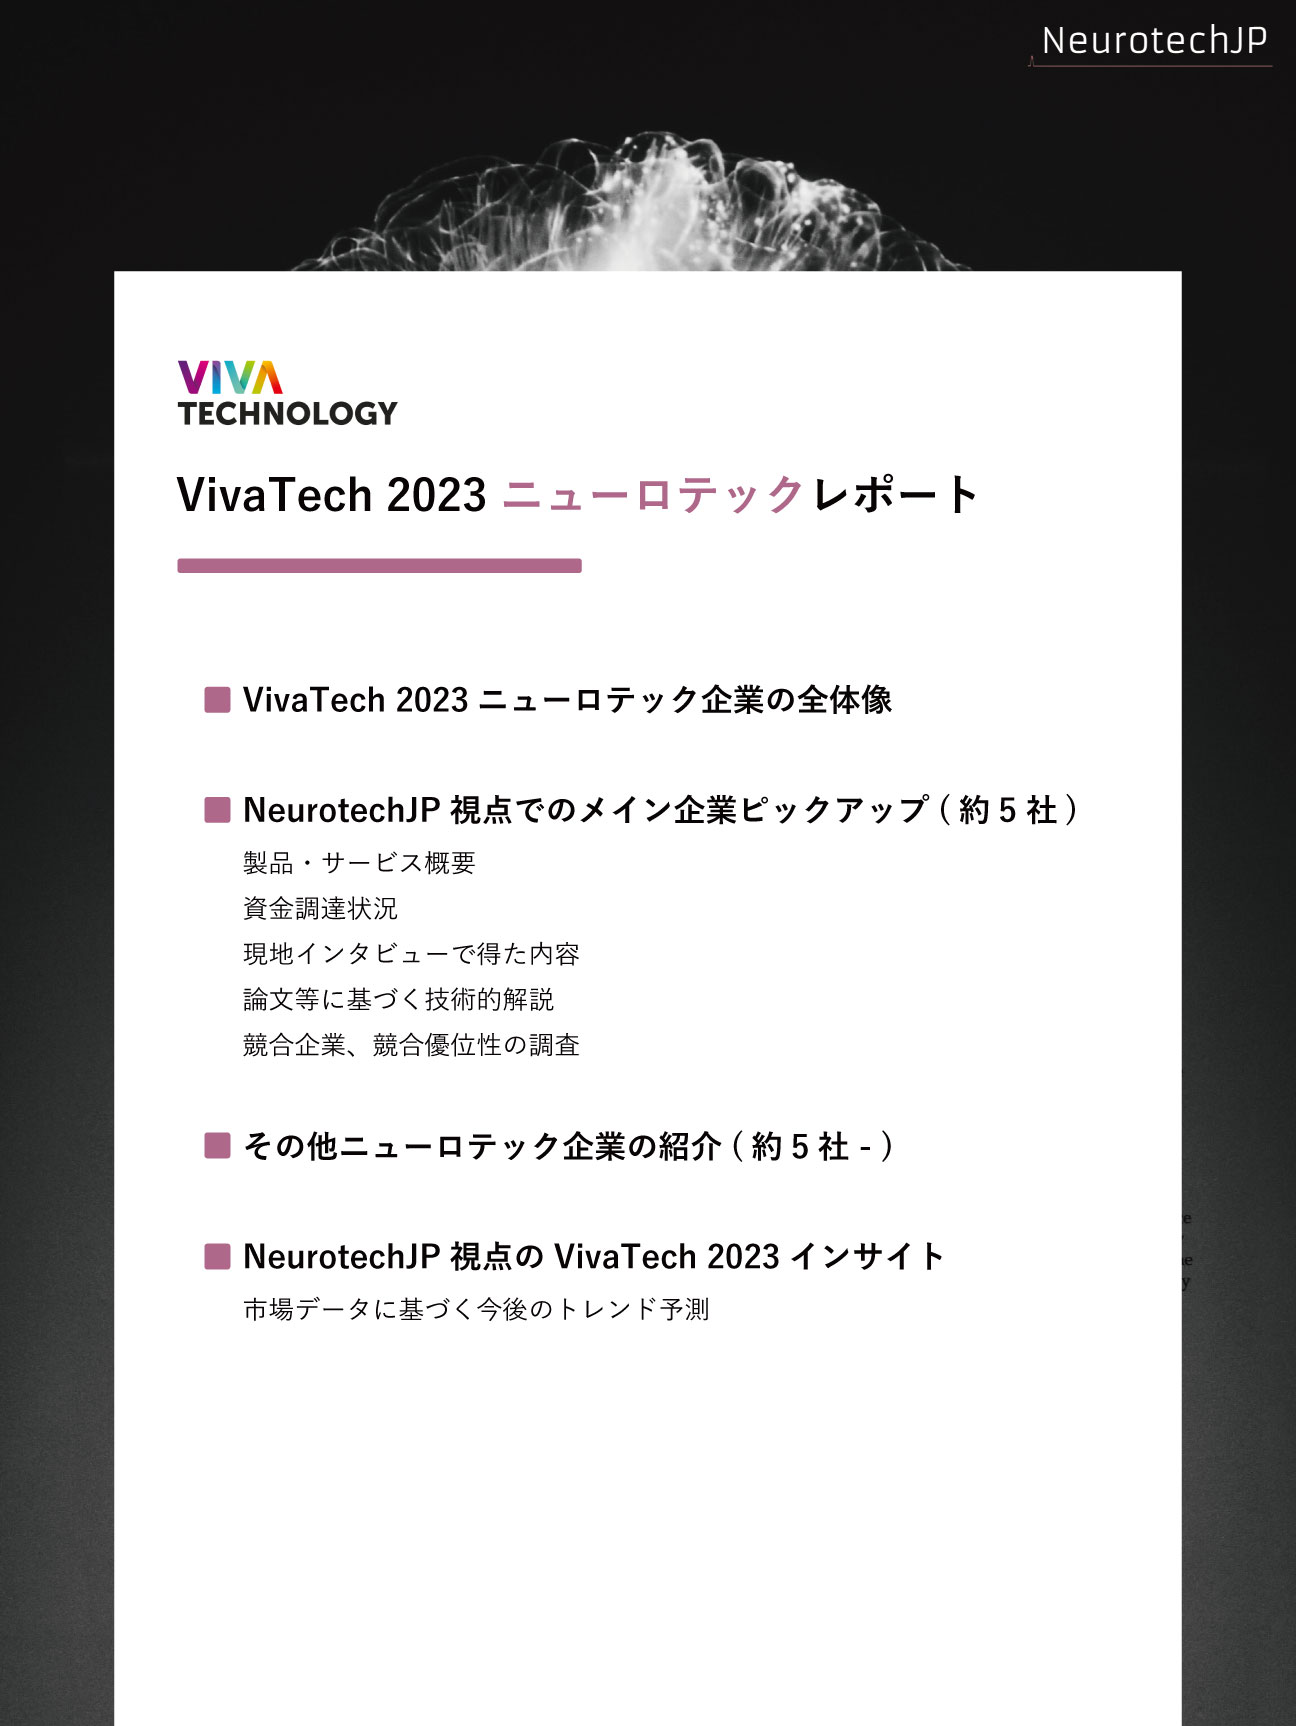 NeurotechJP
VIVA
TECHNOLOGY
VivaTech 2023 ニューロテックレポート
VivaTech 2023 ニューロテック企業の全体像
NeurotechJP 視点でのメイン企業ピックアップ ( 約 5 社 )
製品・サービス概要
資金調達状況
現地インタビューで得た内容
論文等に基づく技術的解説
競合企業、競合優位性の調査
その他ニューロテック企業の紹介 ( 約 5 社 - )
NeurotechJP 視点の VivaTech 2023 インサイト
市場データに基づく今後のトレンド予測